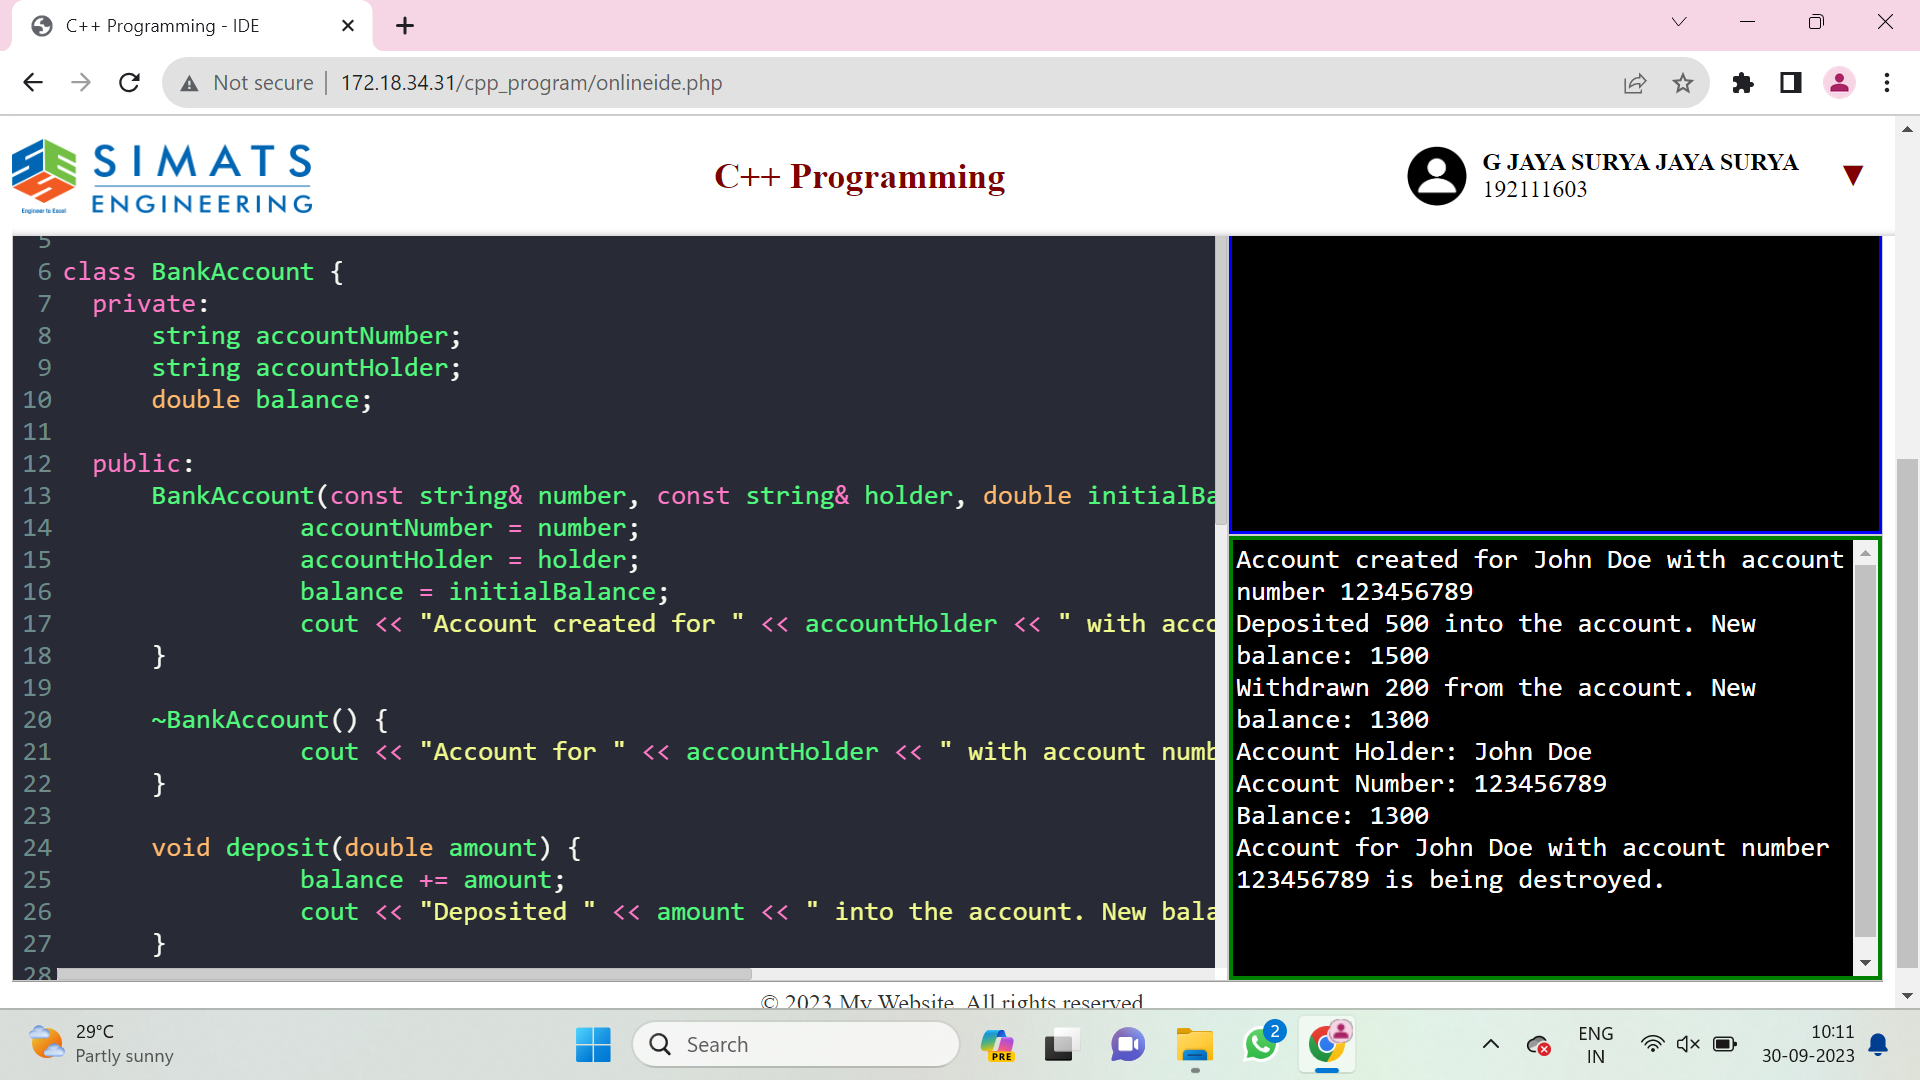 C++ Programming - IDE
Not secure | 172.18.34.31/cpp_program/onlineide.php
SIMATS
ENGINEERING
Engineer to Excel
C++ Programming
G JAYA SURYA JAYA SURYA
192111603
5
6 class BankAccount {
7 private:
8 string accountNumber;
9 string accountHolder;
10 double balance;
11
12 public:
13 BankAccount(const string& number, const string& holder, double initialBa
14 accountNumber = number;
15 accountHolder = holder;
16 balance = initialBalance;
17 cout << "Account created for " << accountHolder << " with acco
18 }
19
20 ~BankAccount() {
21 cout << "Account for " << accountHolder << " with account numb
22 }
23
24 void deposit(double amount) {
25 balance += amount;
26 cout << "Deposited " << amount << " into the account. New bala
27 }
28
Account created for John Doe with account
number 123456789
Deposited 500 into the account. New
balance: 1500
Withdrawn 200 from the account. New
balance: 1300
Account Holder: John Doe
Account Number: 123456789
Balance: 1300
Account for John Doe with account number
123456789 is being destroyed.
© 2023 My Website. All rights reserved.
29°C
Partly sunny
Search
PRE
2
ENG
IN
10:11
30-09-2023